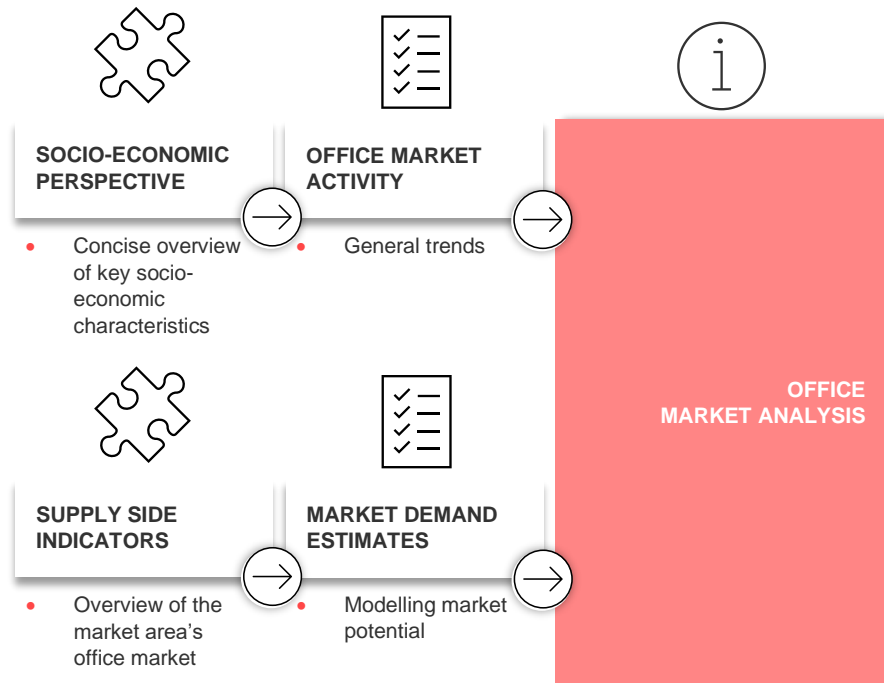 SOCIO-ECONOMIC
PERSPECTIVE
• Concise overview
of key socio-
economic
characteristics
OFFICE MARKET
ACTIVITY
• General trends
SUPPLY SIDE
INDICATORS
• Overview of the
market area’s
office market
MARKET DEMAND
ESTIMATES
• Modelling market
potential
i
OFFICE
MARKET ANALYSIS